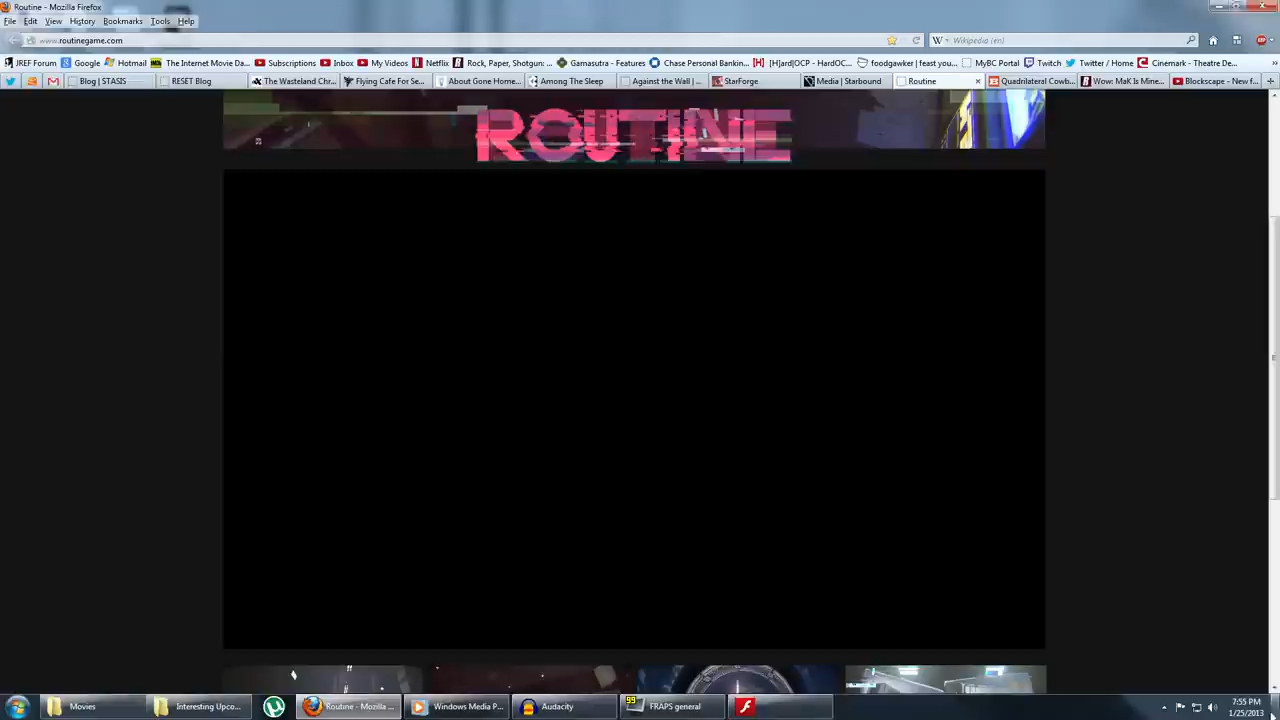 Routine - Mozilla Firefox
File Edit View History Bookmarks Tools Help
www.routinegame.com
Wikipedia (en)
JREF Forum Google Hotmail The Internet Movie Da... Subscriptions Inbox My Videos Netflix Rock, Paper, Shotgun: ... Gamasutra - Features Chase Personal Bankin... [H]ard|OCP - HardOC... foodgawker | feast you... MyBC Portal Twitch Twitter / Home Cinemark - Theatre De...
Blog | STASIS RESET Blog The Wasteland Chr... Flying Cafe For Se... About Gone Home... Among The Sleep Against the Wall | ... StarForge Media | Starbound Routine Quadrilateral Cowb... Wow: MaK Is Mine... Blockscape - New f...
ROUTINE
Movies Interesting Upco... Routine - Mozilla ... Windows Media P... Audacity 99 FRAPS general
7:55 PM
1/25/2013